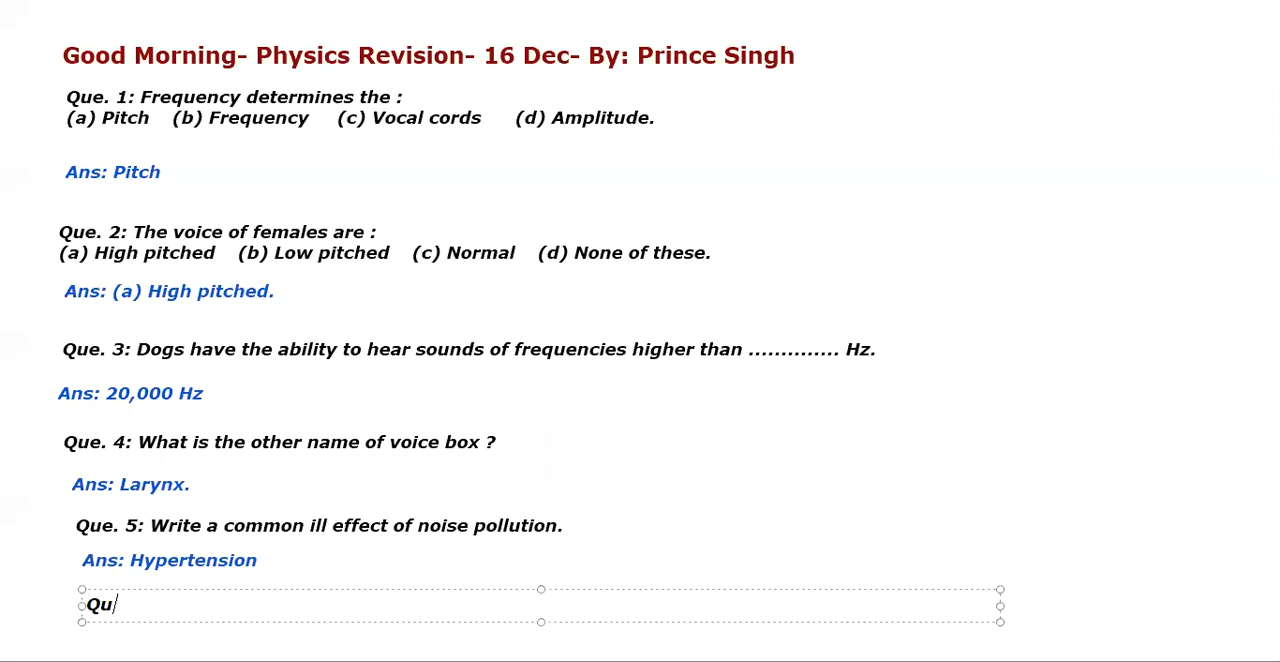 Good Morning- Physics Revision- 16 Dec- By: Prince Singh
Que. 1: Frequency determines the :
(a) Pitch (b) Frequency (c) Vocal cords (d) Amplitude.
Ans: Pitch
Que. 2: The voice of females are :
(a) High pitched (b) Low pitched (c) Normal (d) None of these.
Ans: (a) High pitched.
Que. 3: Dogs have the ability to hear sounds of frequencies higher than .............. Hz.
Ans: 20,000 Hz
Que. 4: What is the other name of voice box ?
Ans: Larynx.
Que. 5: Write a common ill effect of noise pollution.
Ans: Hypertension
Qu